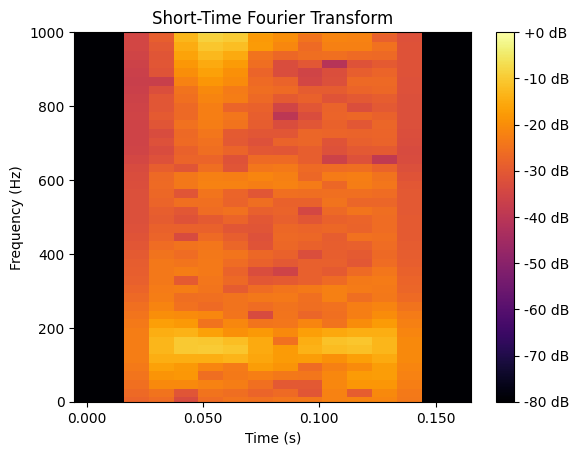 Short-Time Fourier Transform
1000
800
600
400
200
0
Frequency (Hz)
0.000
0.050
0.100
0.150
Time (s)
+0 dB
-10 dB
-20 dB
-30 dB
-40 dB
-50 dB
-60 dB
-70 dB
-80 dB